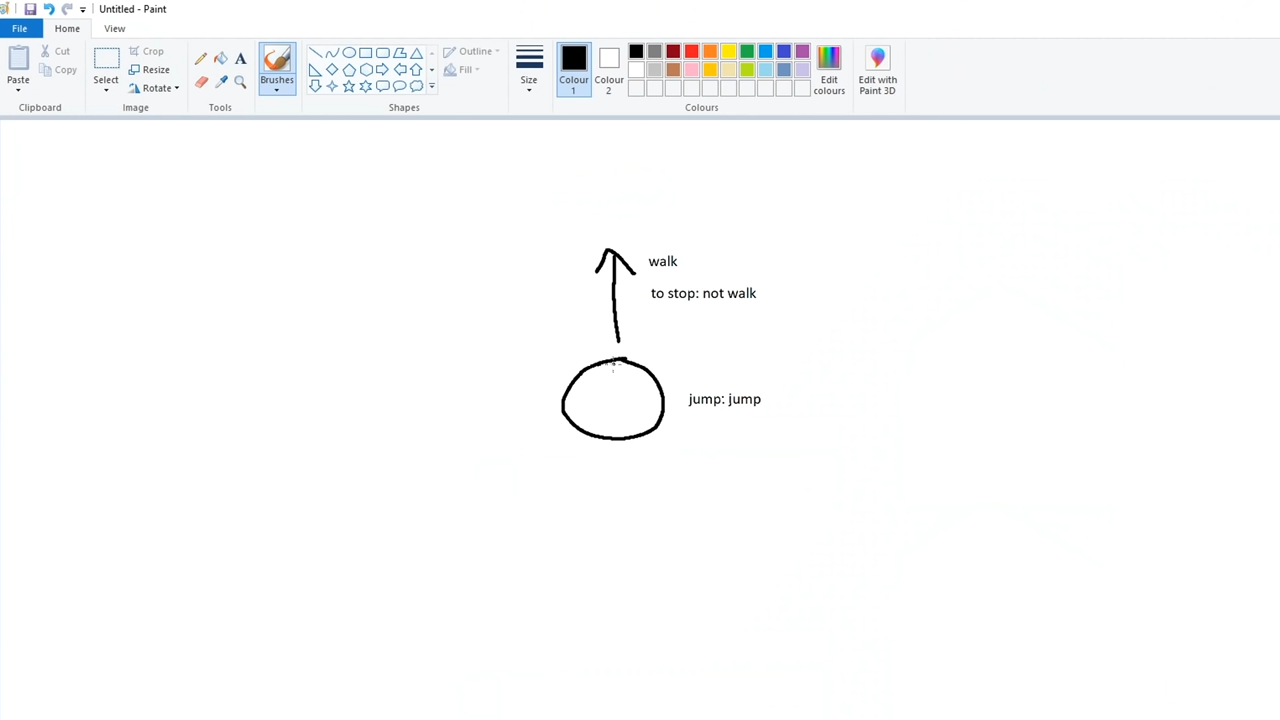 Untitled - Paint
File Home View
Paste
Cut
Copy
Clipboard
Select
Crop
Resize
Rotate
Image
Tools
Brushes
Shapes
Outline
Fill
Size
Colour 1
Colour 2
Colours
Edit colours
Edit with Paint 3D
walk
to stop: not walk
jump: jump